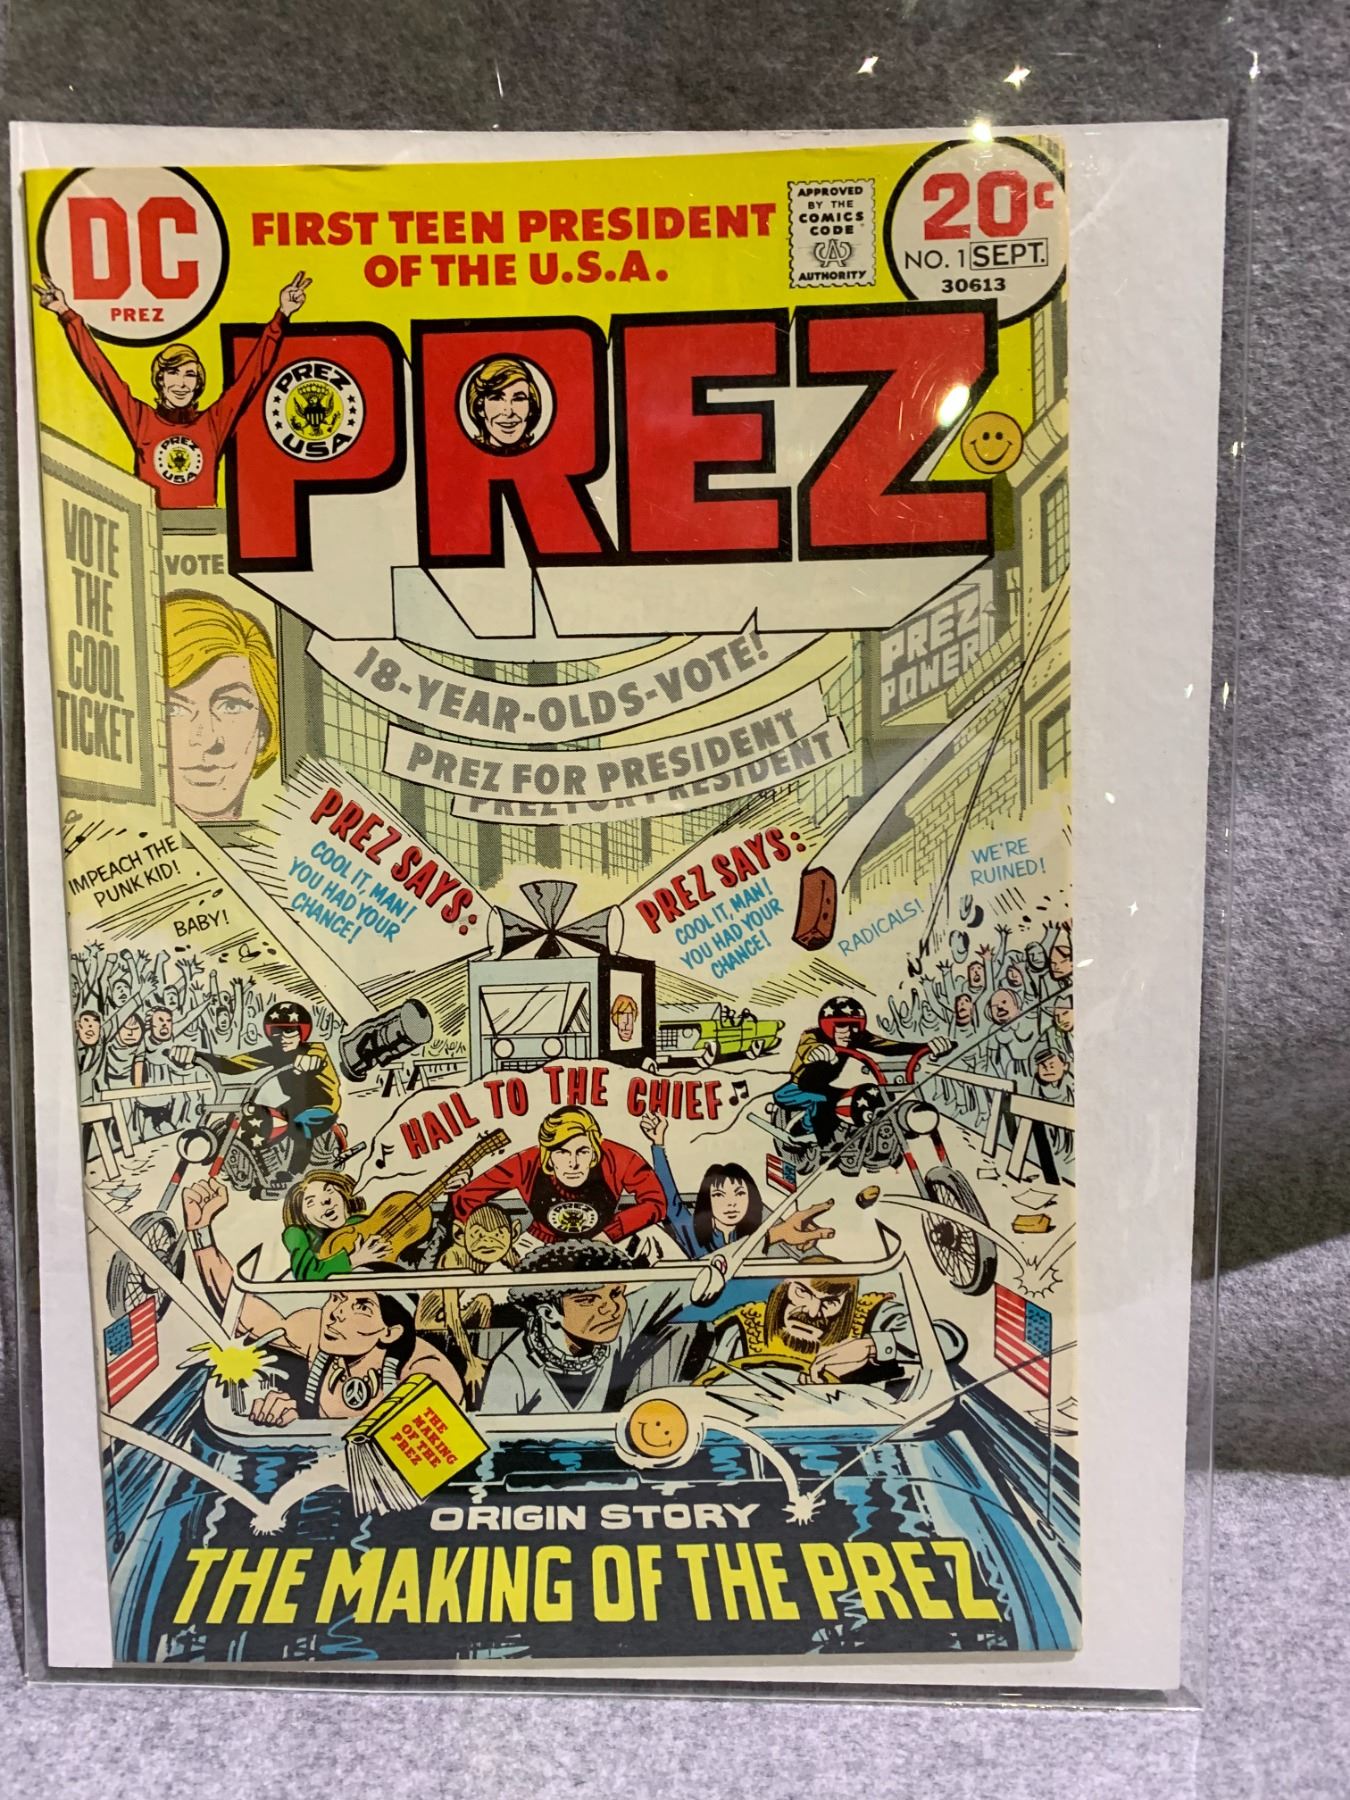 DC
PREZ
FIRST TEEN PRESIDENT
OF THE U.S.A.
APPROVED
BY THE
COMICS
CODE
CA
AUTHORITY
20¢
NO. 1 SEPT.
30613
PREZ
PREZ
USA
PREZ
USA
VOTE
THE
COOL
TICKET
VOTE
18-YEAR-OLDS-VOTE!
PREZ FOR PRESIDENT
PREZ FOR PRESIDENT
PREZ
POWER
IMPEACH THE
PUNK KID!
BABY!
PREZ SAYS:
COOL IT, MAN!
YOU HAD YOUR
CHANCE!
PREZ SAYS:
COOL IT, MAN!
YOU HAD YOUR
CHANCE!
RADICALS!
WE'RE
RUINED!
HAIL TO THE CHIEF
THE
MAKING
OF THE
PREZ
ORIGIN STORY
THE MAKING OF THE PREZ